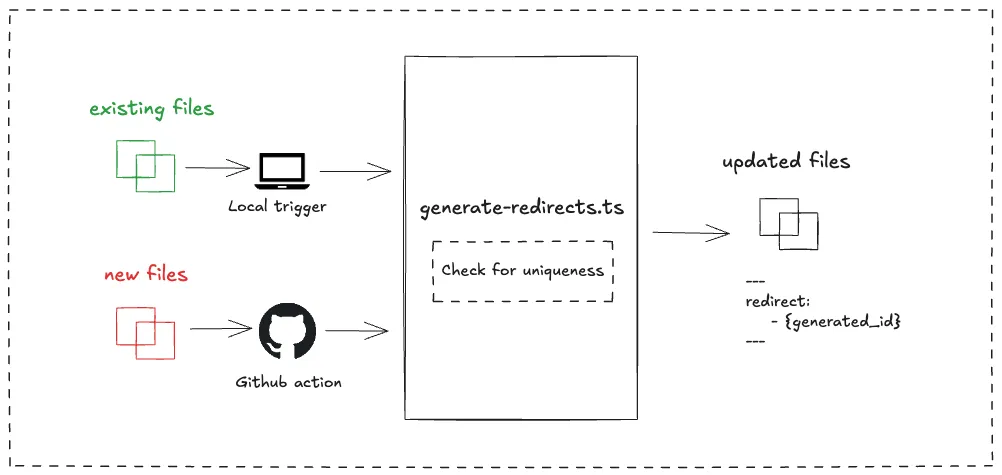 existing files
Local trigger
new files
Github action
generate-redirects.ts
Check for uniqueness
updated files
---
redirect:
- {generated_id}
---